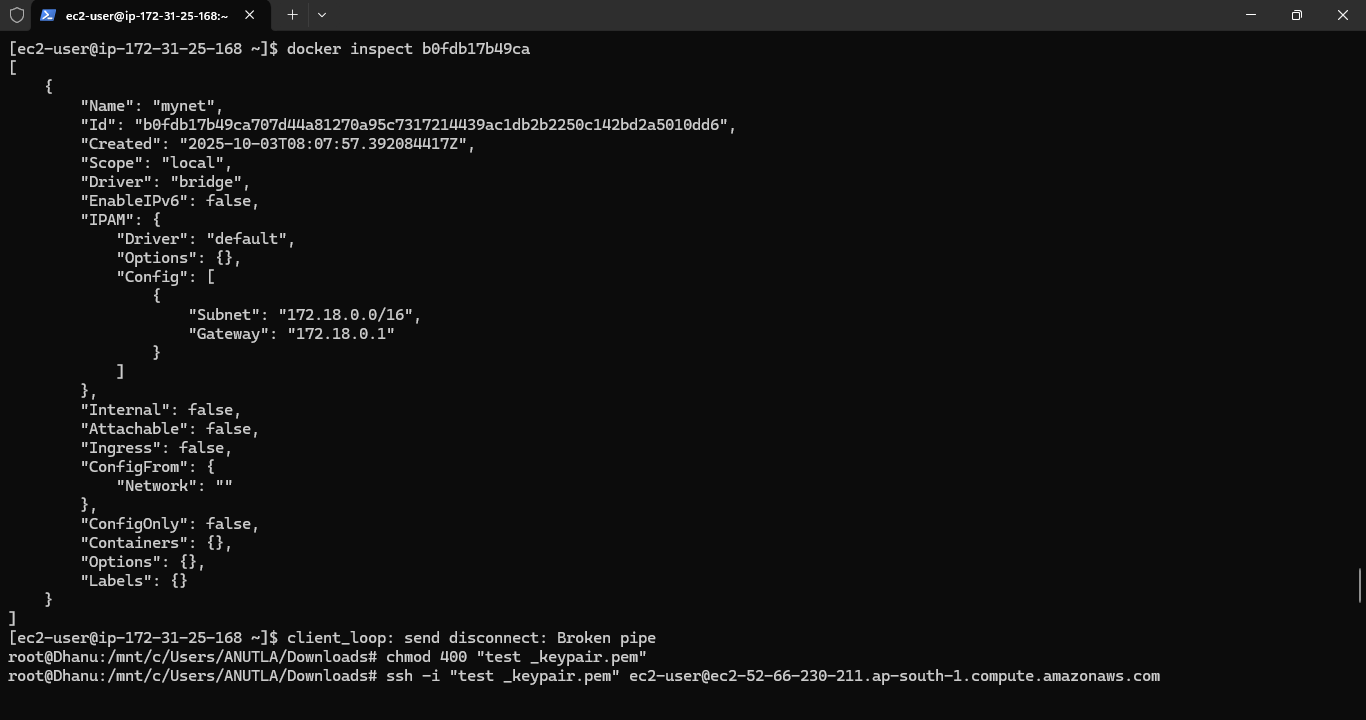 ec2-user@ip-172-31-25-168:~
[ec2-user@ip-172-31-25-168 ~]$ docker inspect b0fdb17b49ca
[
    {
        "Name": "mynet",
        "Id": "b0fdb17b49ca707d44a81270a95c7317214439ac1db2b2250c142bd2a5010dd6",
        "Created": "2025-10-03T08:07:57.392084417Z",
        "Scope": "local",
        "Driver": "bridge",
        "EnableIPv6": false,
        "IPAM": {
            "Driver": "default",
            "Options": {},
            "Config": [
                {
                    "Subnet": "172.18.0.0/16",
                    "Gateway": "172.18.0.1"
                }
            ]
        },
        "Internal": false,
        "Attachable": false,
        "Ingress": false,
        "ConfigFrom": {
            "Network": ""
        },
        "ConfigOnly": false,
        "Containers": {},
        "Options": {},
        "Labels": {}
    }
]
[ec2-user@ip-172-31-25-168 ~]$ client_loop: send disconnect: Broken pipe
root@Dhanu:/mnt/c/Users/ANUTLA/Downloads# chmod 400 "test _keypair.pem"
root@Dhanu:/mnt/c/Users/ANUTLA/Downloads# ssh -i "test _keypair.pem" ec2-user@ec2-52-66-230-211.ap-south-1.compute.amazonaws.com